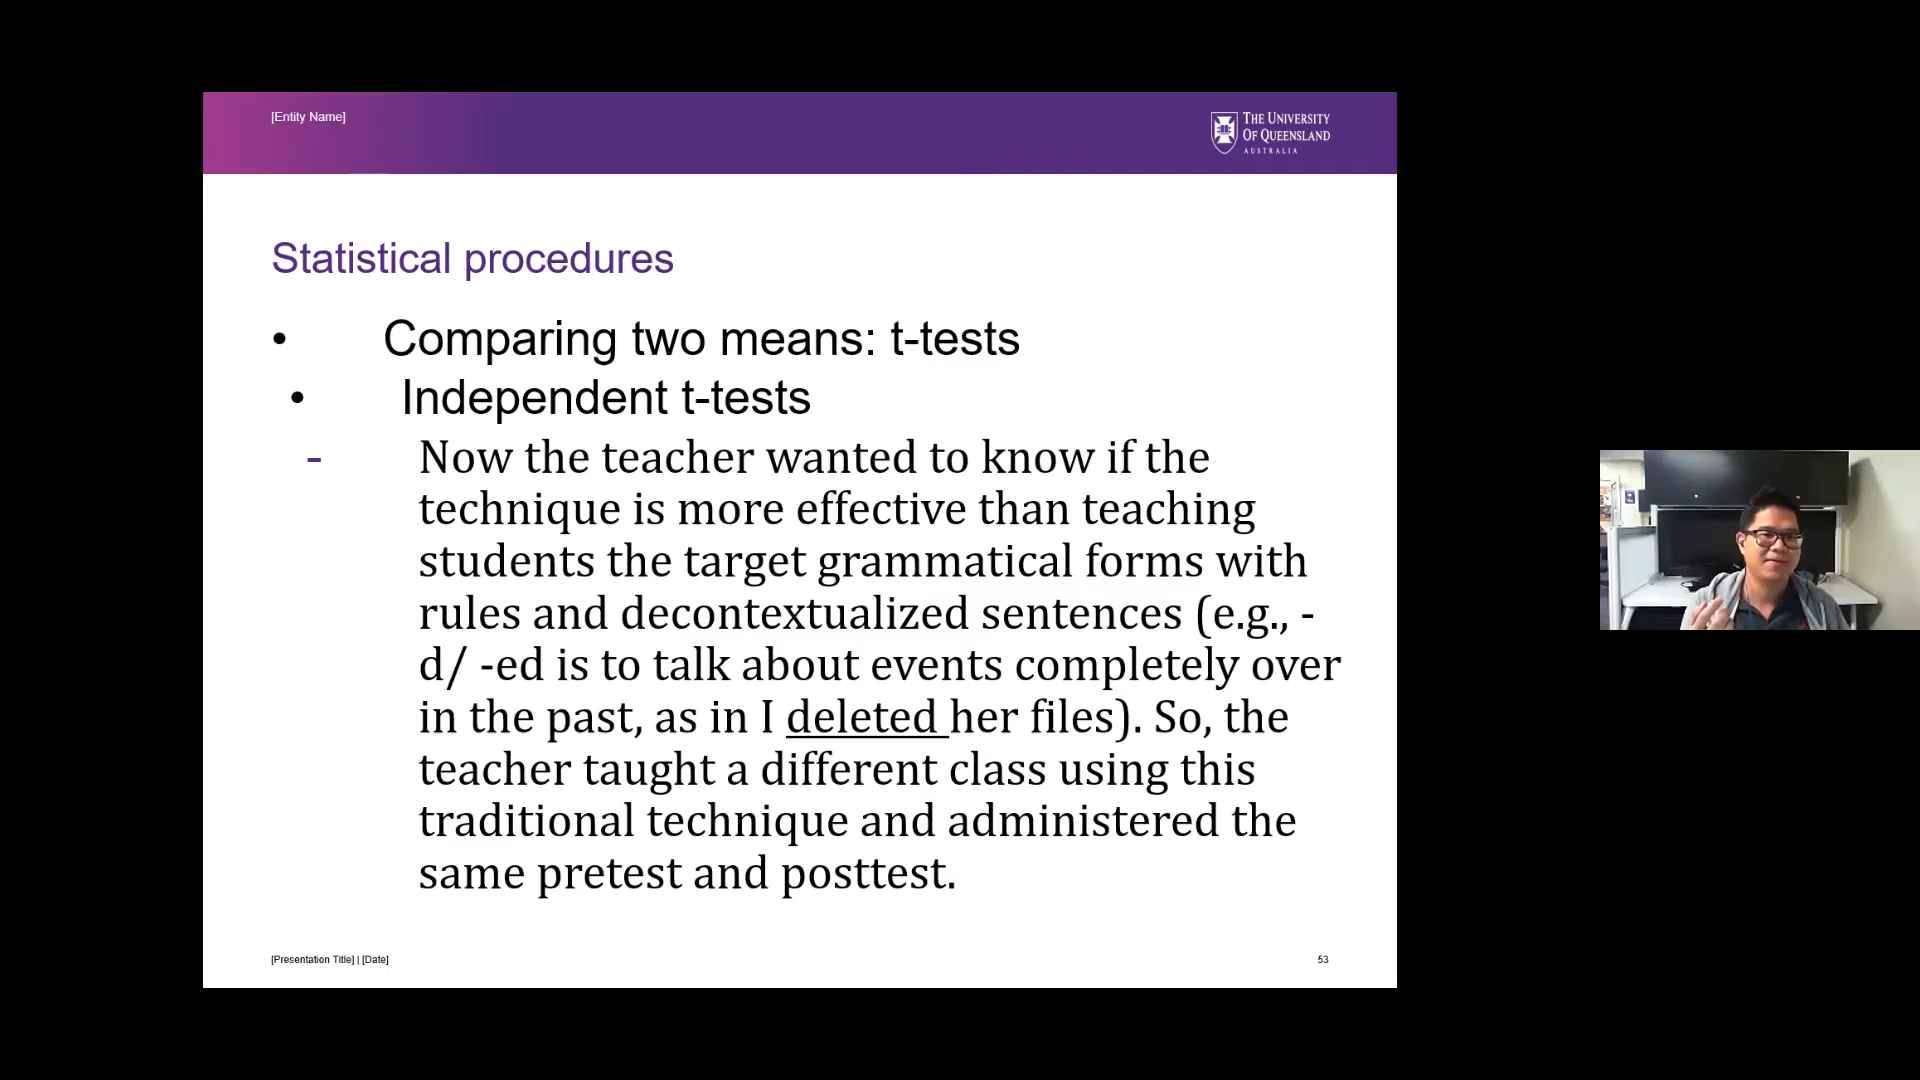 [Entity Name]
THE UNIVERSITY
OF QUEENSLAND
AUSTRALIA
Statistical procedures
• Comparing two means: t-tests
• Independent t-tests
- Now the teacher wanted to know if the
technique is more effective than teaching
students the target grammatical forms with
rules and decontextualized sentences (e.g., -
d/ -ed is to talk about events completely over
in the past, as in I deleted her files). So, the
teacher taught a different class using this
traditional technique and administered the
same pretest and posttest.
[Presentation Title] | [Date]
53